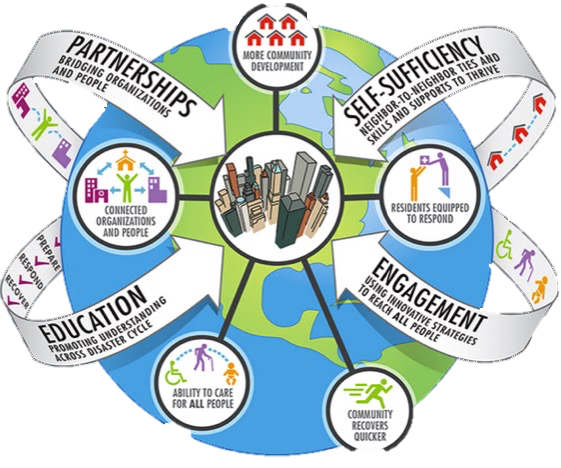 MORE COMMUNITY
DEVELOPMENT
PARTNERSHIPS
BRIDGING ORGANIZATIONS
AND PEOPLE
SELF-SUFFICIENCY
NEIGHBOR-TO-NEIGHBOR TIES AND
SKILLS AND SUPPORTS TO THRIVE
CONNECTED
ORGANIZATIONS
AND PEOPLE
RESIDENTS EQUIPPED
TO RESPOND
PREPARE
RESPOND
RECOVER
EDUCATION
PROMOTING UNDERSTANDING
ACROSS DISASTER CYCLE
ENGAGEMENT
USING INNOVATIVE STRATEGIES
TO REACH ALL PEOPLE
ABILITY TO CARE
FOR ALL PEOPLE
COMMUNITY
RECOVERS
QUICKER